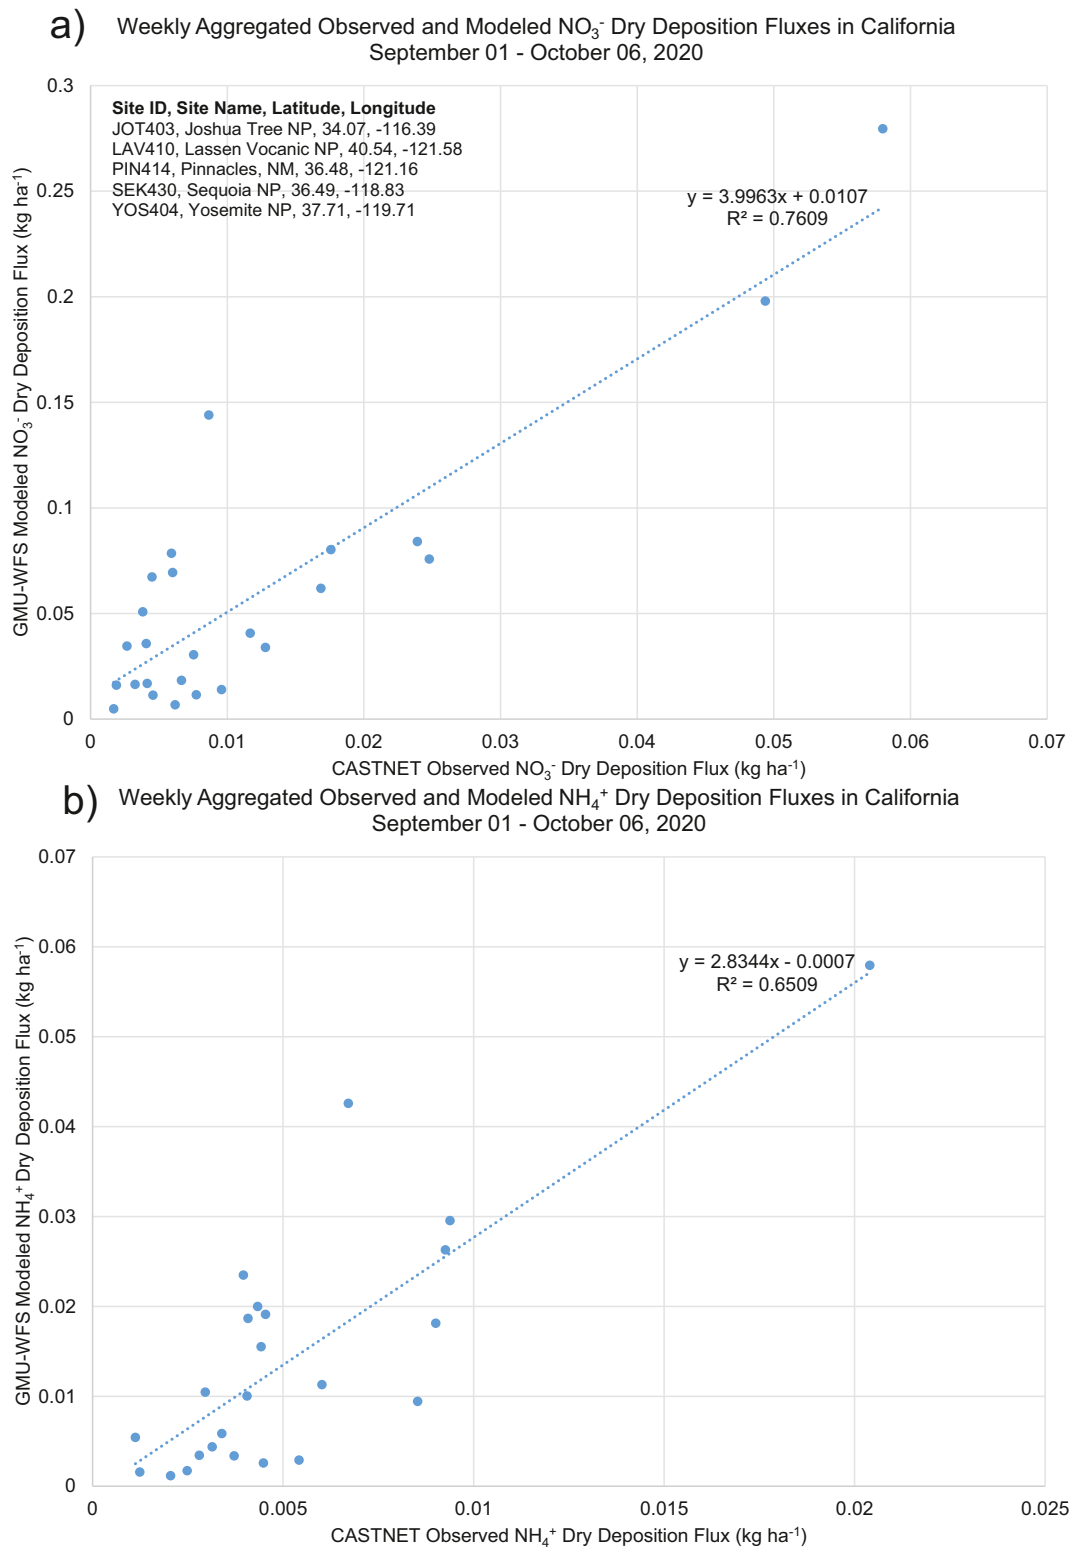 a)
Weekly Aggregated Observed and Modeled NO₃⁻ Dry Deposition Fluxes in California
September 01 - October 06, 2020
0.3
0.25
0.2
0.15
0.1
0.05
0
GMU-WFS Modeled NO₃⁻ Dry Deposition Flux (kg ha⁻¹)
Site ID, Site Name, Latitude, Longitude
JOT403, Joshua Tree NP, 34.07, -116.39
LAV410, Lassen Vocanic NP, 40.54, -121.58
PIN414, Pinnacles, NM, 36.48, -121.16
SEK430, Sequoia NP, 36.49, -118.83
YOS404, Yosemite NP, 37.71, -119.71
y = 3.9963x + 0.0107
R² = 0.7609
0 0.01 0.02 0.03 0.04 0.05 0.06 0.07
CASTNET Observed NO₃⁻ Dry Deposition Flux (kg ha⁻¹)
b)
Weekly Aggregated Observed and Modeled NH₄⁺ Dry Deposition Fluxes in California
September 01 - October 06, 2020
0.07
0.06
0.05
0.04
0.03
0.02
0.01
0
GMU-WFS Modeled NH₄⁺ Dry Deposition Flux (kg ha⁻¹)
y = 2.8344x - 0.0007
R² = 0.6509
0 0.005 0.01 0.015 0.02 0.025
CASTNET Observed NH₄⁺ Dry Deposition Flux (kg ha⁻¹)